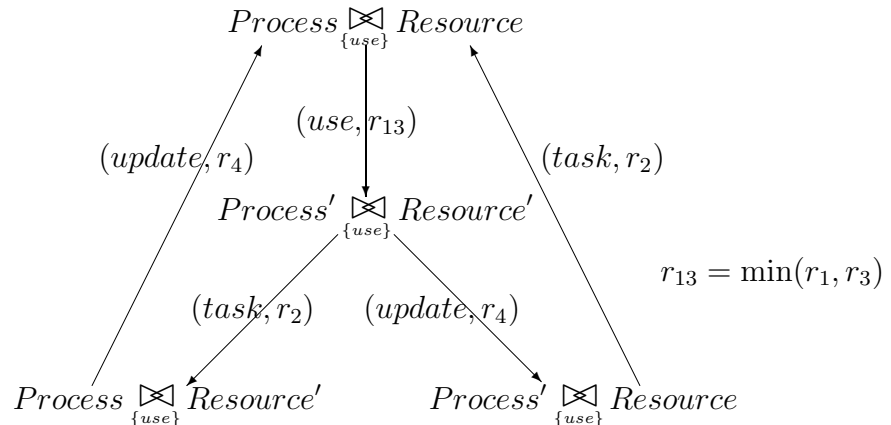 Process ⋈ Resource
{use}
(use, r₁₃)
(update, r₄)
(task, r₂)
Process′ ⋈ Resource′
{use}
r₁₃ = min(r₁, r₃)
(task, r₂)
(update, r₄)
Process ⋈ Resource′
{use}
Process′ ⋈ Resource
{use}